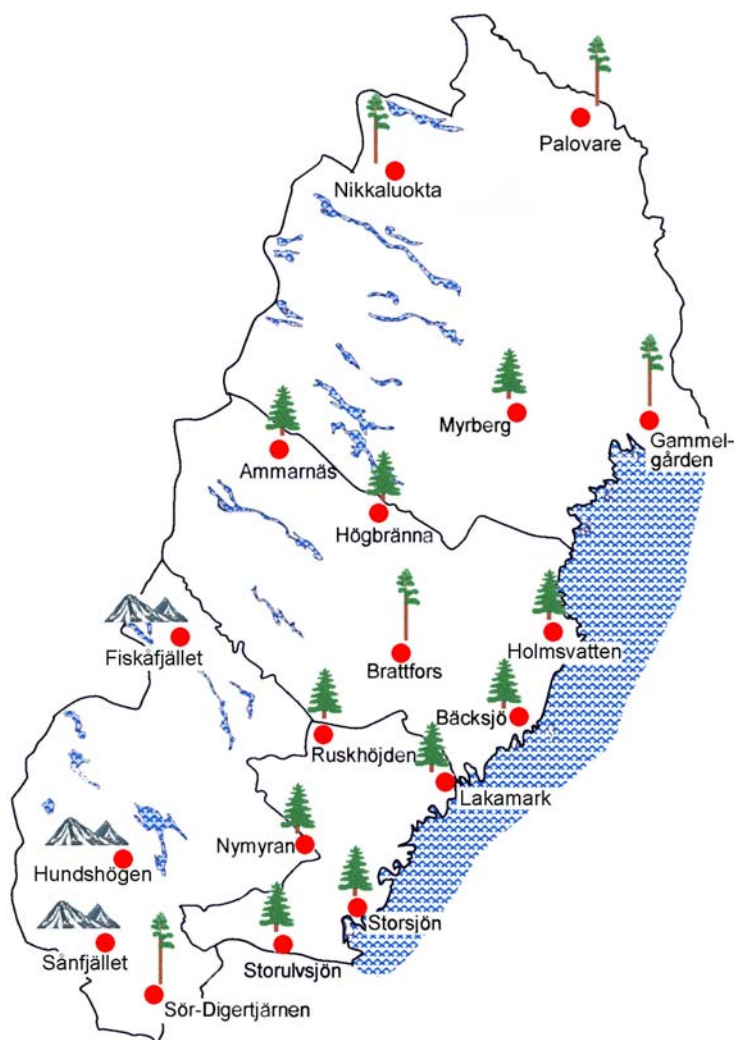 Palovare
Nikkaluokta
Myrberg
Gammel-
gården
Ammarnäs
Högbränna
Fiskåfjället
Brattfors
Holmsvatten
Bäcksjö
Ruskhöjden
Lakamark
Nymyran
Hundshögen
Storsjön
Sånfjället
Storulvsjön
Sör-Digertjärnen